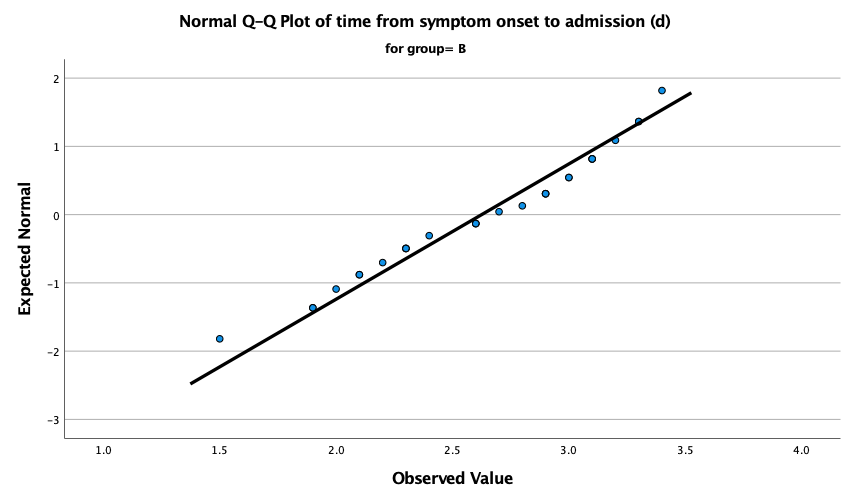 Normal Q-Q Plot of time from symptom onset to admission (d)
for group= B
Expected Normal
2
1
0
-1
-2
-3
1.0 1.5 2.0 2.5 3.0 3.5 4.0
Observed Value